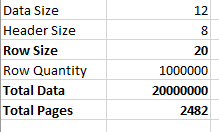 Data Size 12
Header Size 8
Row Size 20
Row Quantity 1000000
Total Data 20000000
Total Pages 2482